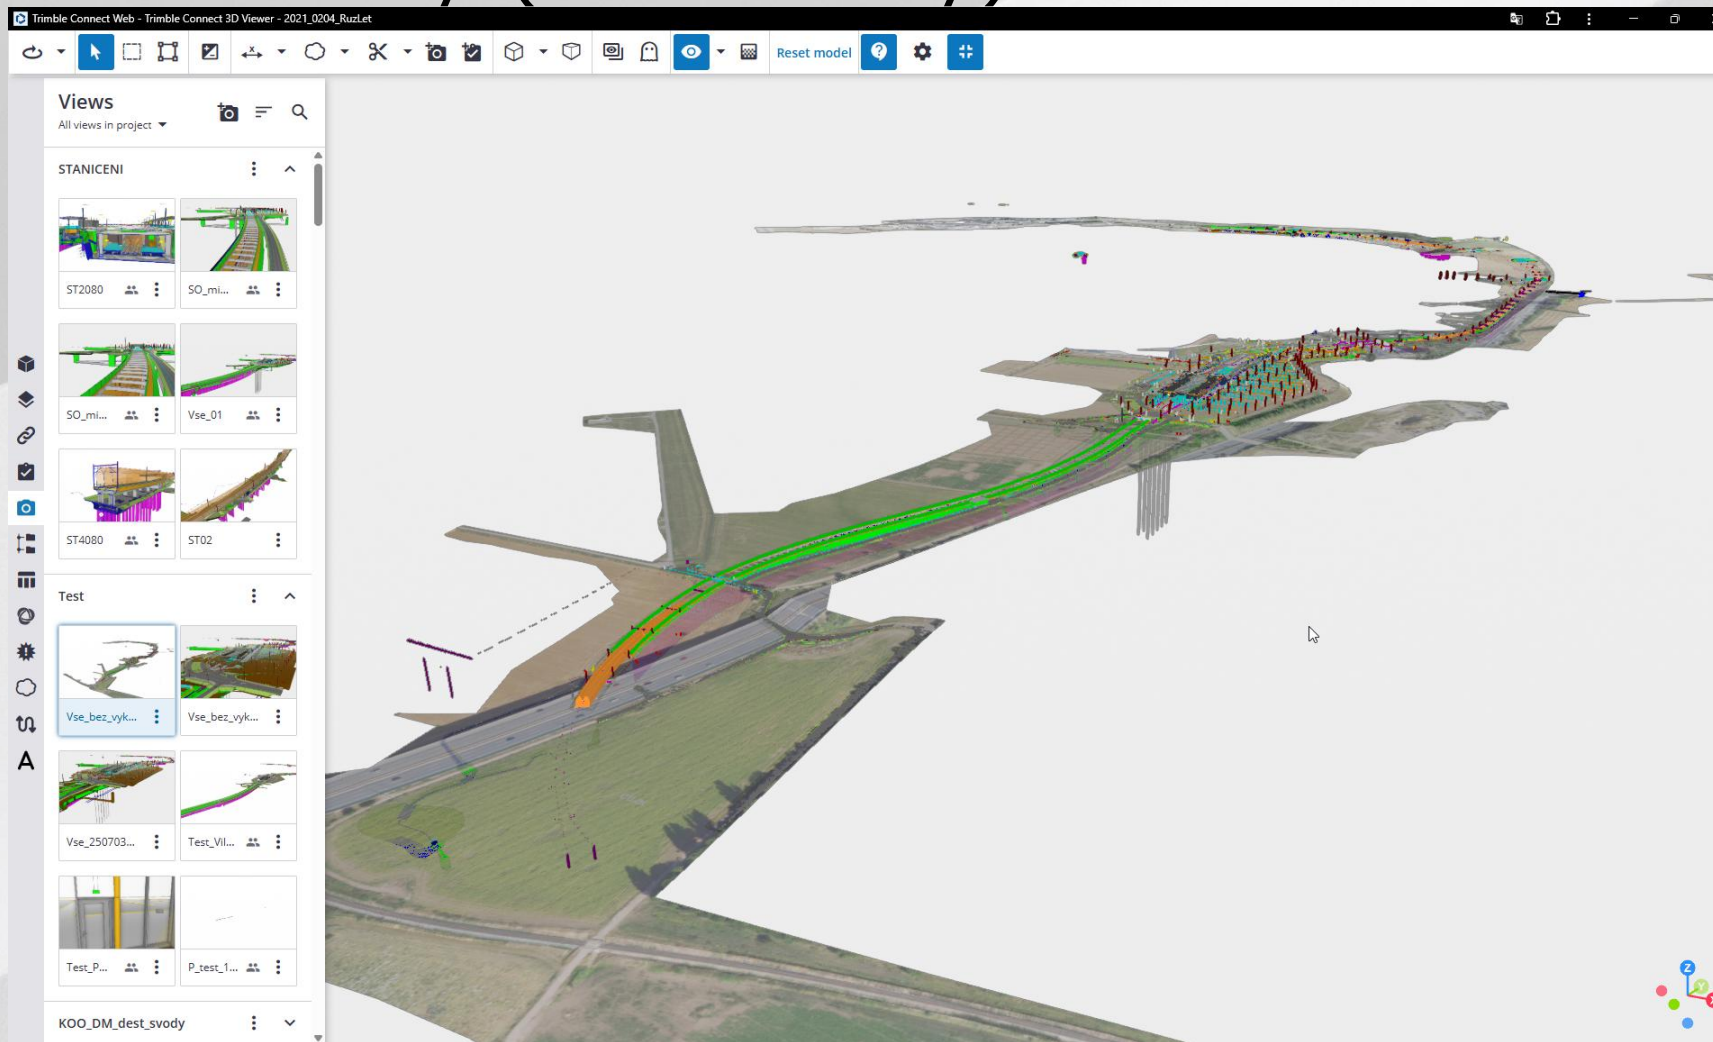 Trimble Connect Web - Trimble Connect 3D Viewer - 2021_0204_RuzLet
Reset model
Views
All views in project
STANICENI
ST2080
SO_mi...
SO_mi...
Vse_01
ST4080
ST02
Test
Vse_bez_vyk...
Vse_bez_vyk...
Vse_250703...
Test_Vil...
Test_P...
P_test_1...
KOO_DM_dest_svody
A
Z
Y
X